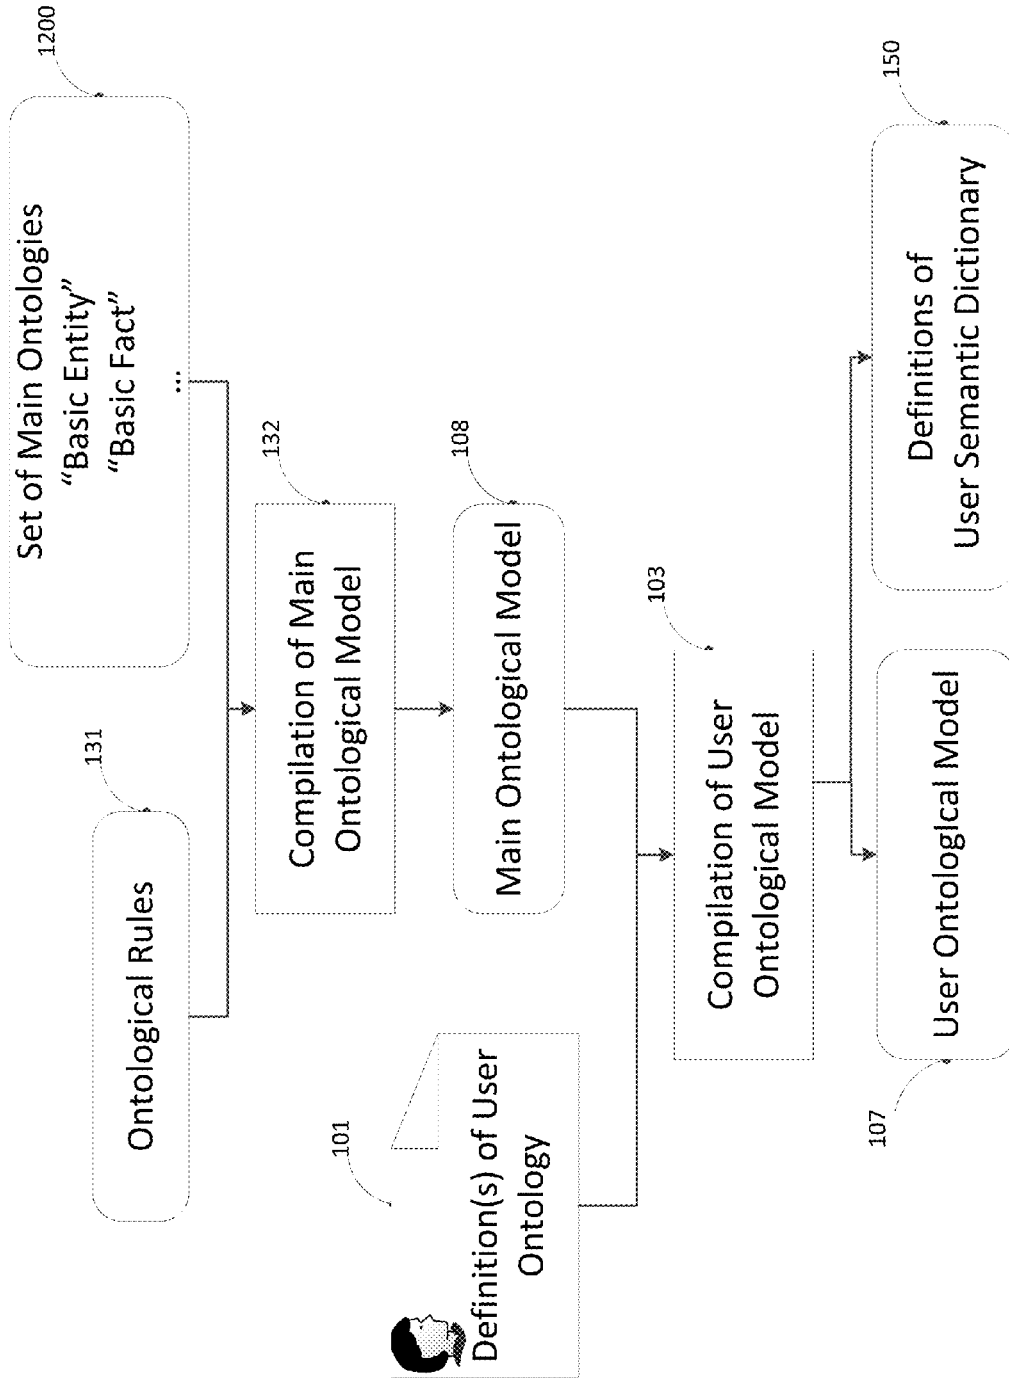 131
Ontological Rules
1200
Set of Main Ontologies
“Basic Entity”
“Basic Fact”
...
132
Compilation of Main
Ontological Model
101
Definition(s) of User
Ontology
108
Main Ontological Model
103
Compilation of User
Ontological Model
107
User Ontological Model
150
Definitions of
User Semantic Dictionary